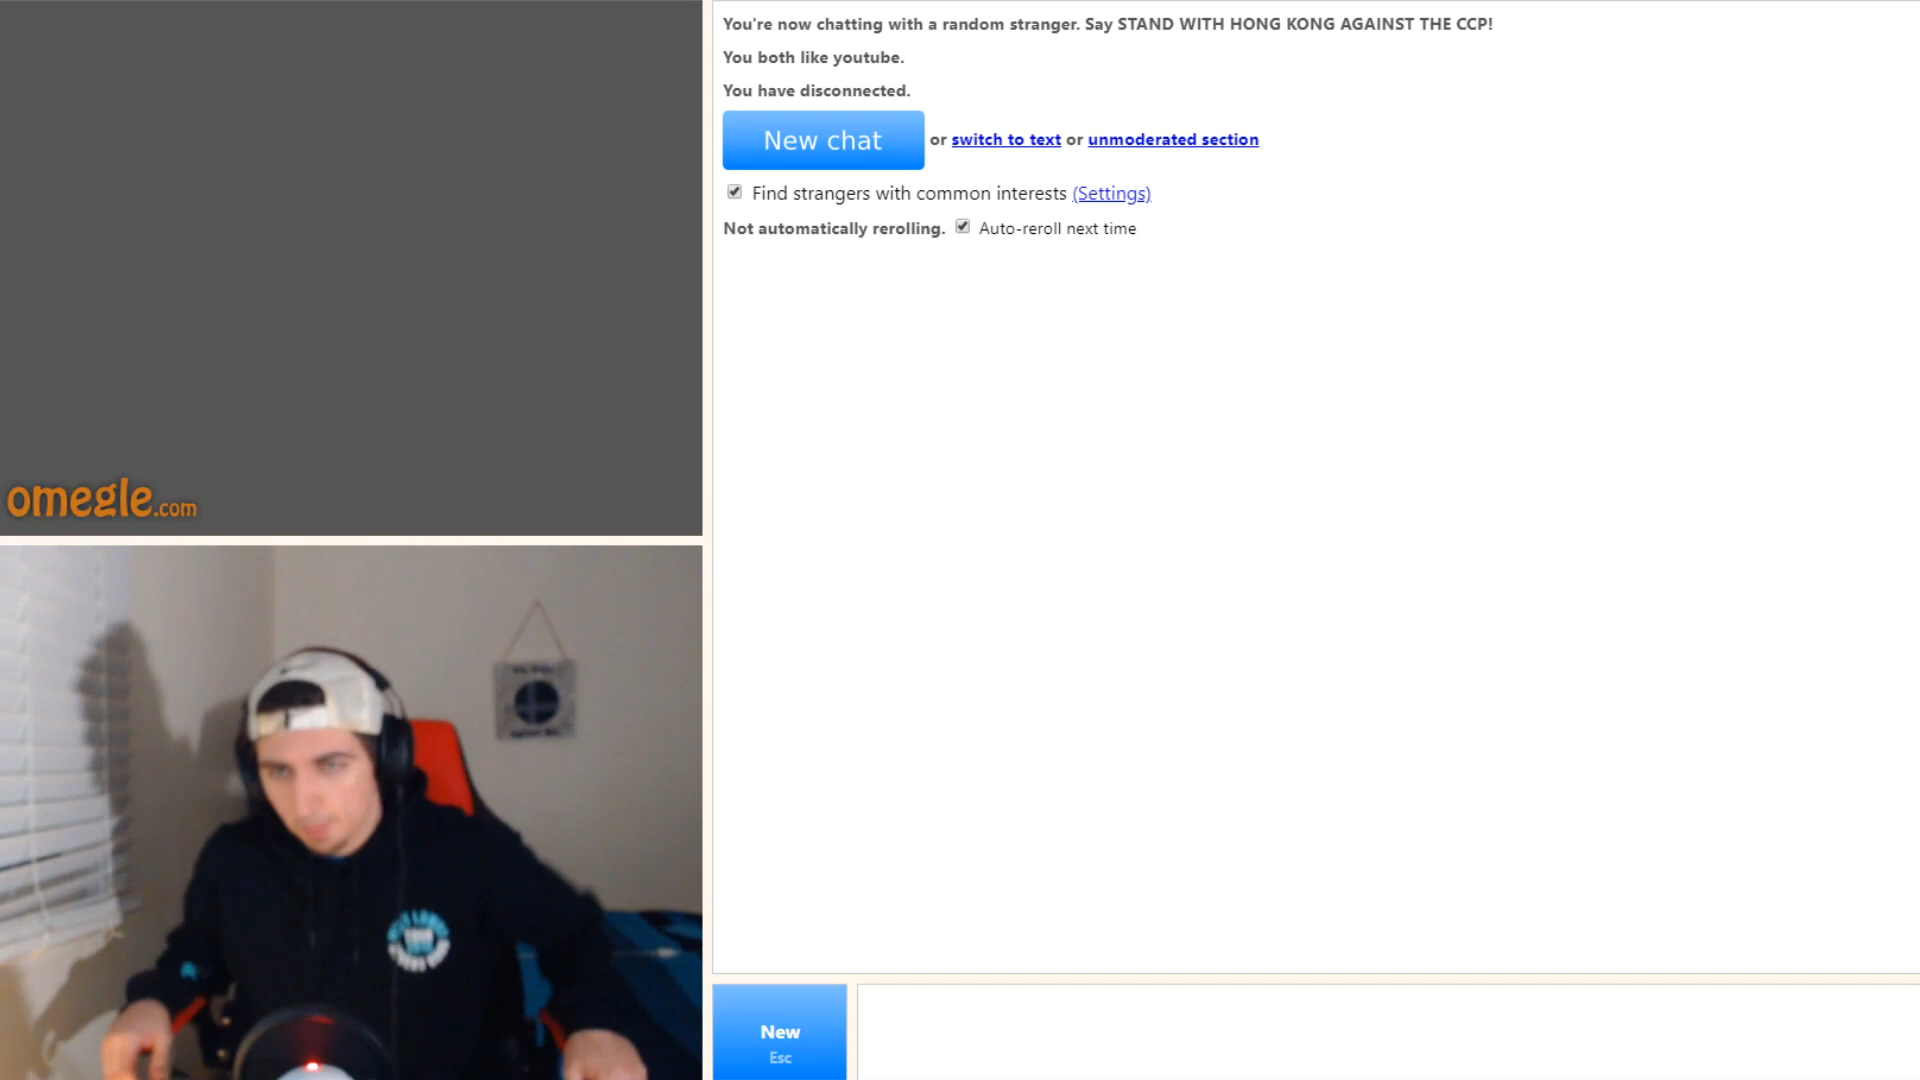 You're now chatting with a random stranger. Say STAND WITH HONG KONG AGAINST THE CCP!
You both like youtube.
You have disconnected.
New chat or switch to text or unmoderated section
Find strangers with common interests (Settings)
Not automatically rerolling. Auto-reroll next time
omegle.com
New
Esc